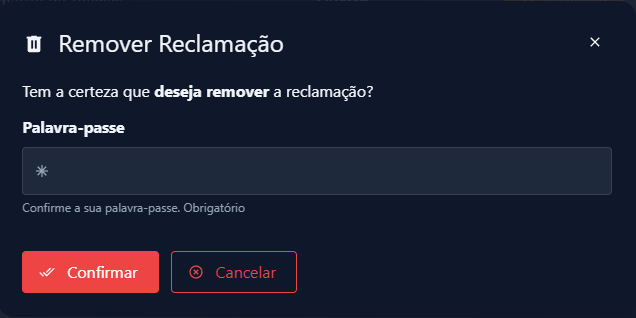 Remover Reclamação
Tem a certeza que deseja remover a reclamação?
Palavra-passe
Confirme a sua palavra-passe. Obrigatório
Confirmar
Cancelar